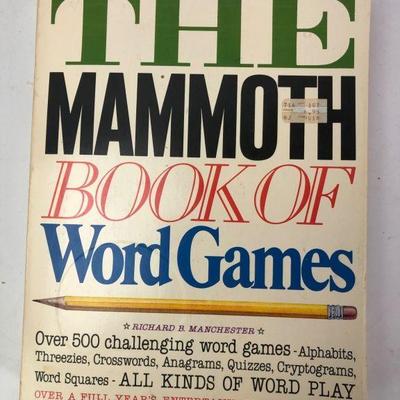 THE
MAMMOTH
BOOK OF
Word Games
☆ RICHARD B. MANCHESTER ☆
Over 500 challenging word games - Alphabits,
Threezies, Crosswords, Anagrams, Quizzes, Cryptograms,
Word Squares - ALL KINDS OF WORD PLAY
OVER A FULL YEAR'S